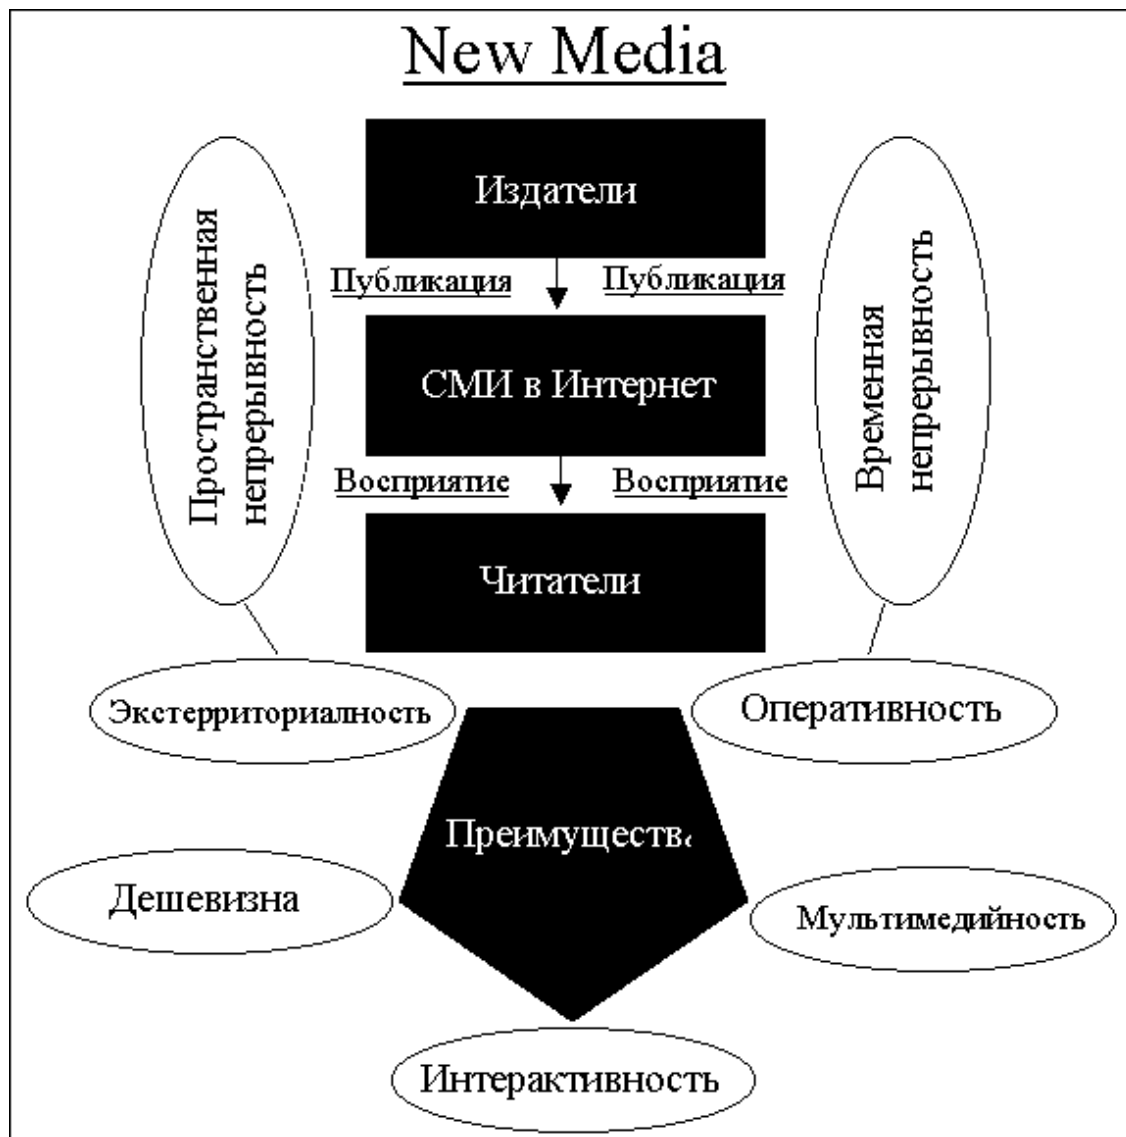 New Media
Издатели
Публикация Публикация
Пространственная
непрерывность
СМИ в Интернет
Временная
непрерывность
Восприятие Восприятие
Читатели
Экстерриториалность
Оперативность
Преимущества
Дешевизна
Мультимедийность
Интерактивность